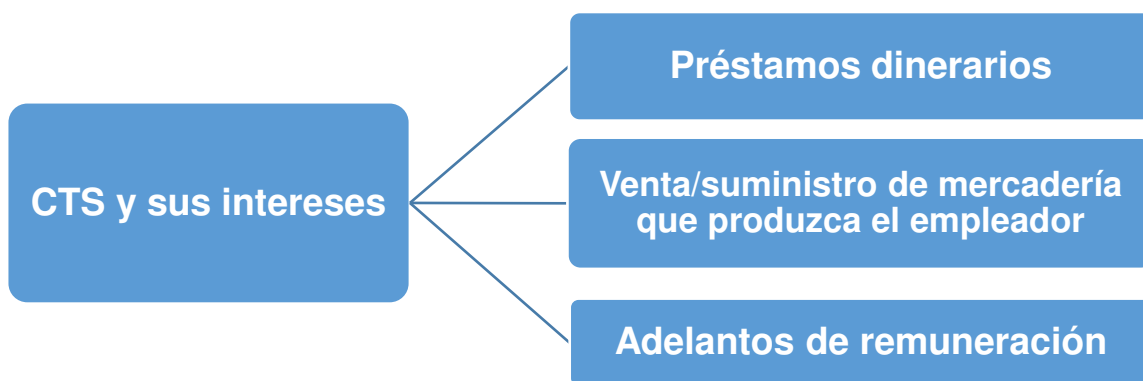 CTS y sus intereses
Préstamos dinerarios
Venta/suministro de mercadería
que produzca el empleador
Adelantos de remuneración